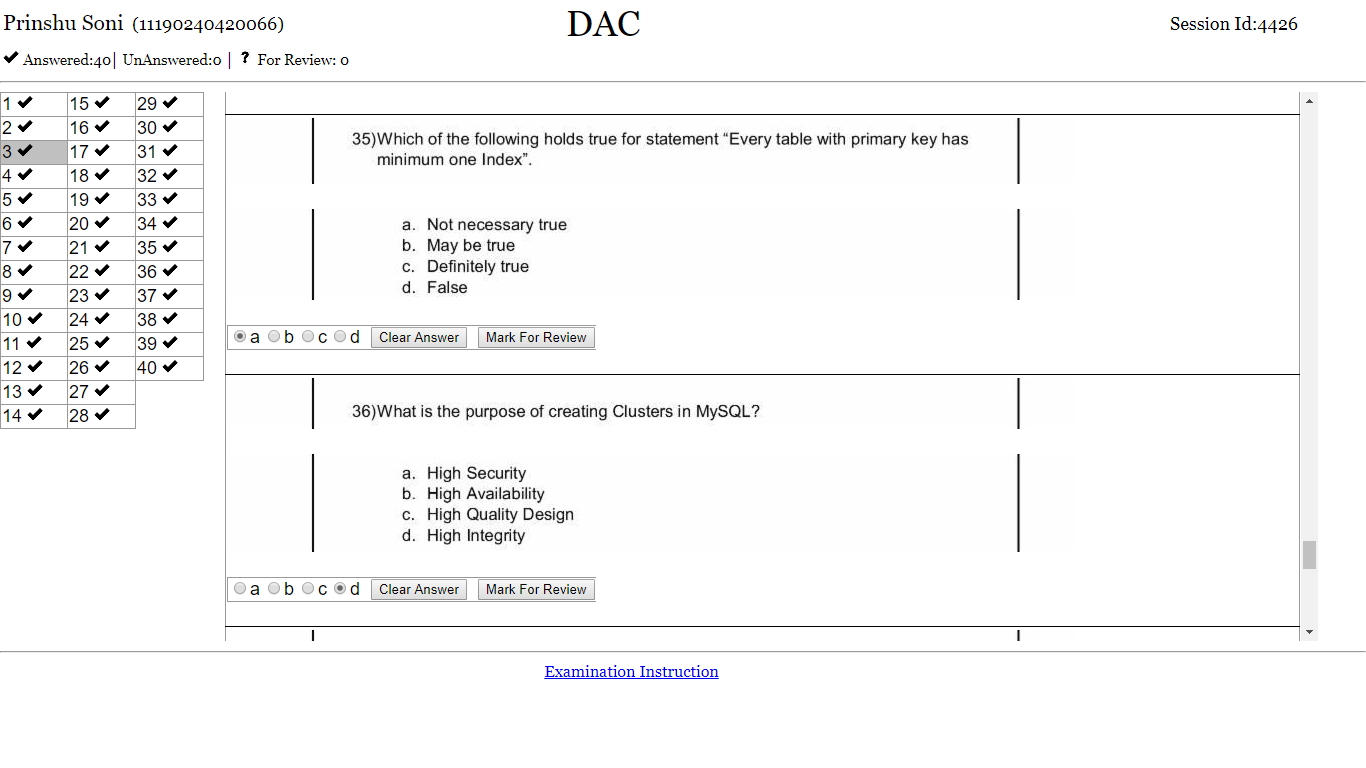 Prinshu Soni (11190240420066)
DAC
Session Id:4426
Answered:40| UnAnswered:0 | ? For Review: 0
1 ✔ 15 ✔ 29 ✔
2 ✔ 16 ✔ 30 ✔
3 ✔ 17 ✔ 31 ✔
4 ✔ 18 ✔ 32 ✔
5 ✔ 19 ✔ 33 ✔
6 ✔ 20 ✔ 34 ✔
7 ✔ 21 ✔ 35 ✔
8 ✔ 22 ✔ 36 ✔
9 ✔ 23 ✔ 37 ✔
10 ✔ 24 ✔ 38 ✔
11 ✔ 25 ✔ 39 ✔
12 ✔ 26 ✔ 40 ✔
13 ✔ 27 ✔
14 ✔ 28 ✔
35)Which of the following holds true for statement “Every table with primary key has
minimum one Index”.
a. Not necessary true
b. May be true
c. Definitely true
d. False
a b c d Clear Answer Mark For Review
36)What is the purpose of creating Clusters in MySQL?
a. High Security
b. High Availability
c. High Quality Design
d. High Integrity
a b c d Clear Answer Mark For Review
Examination Instruction